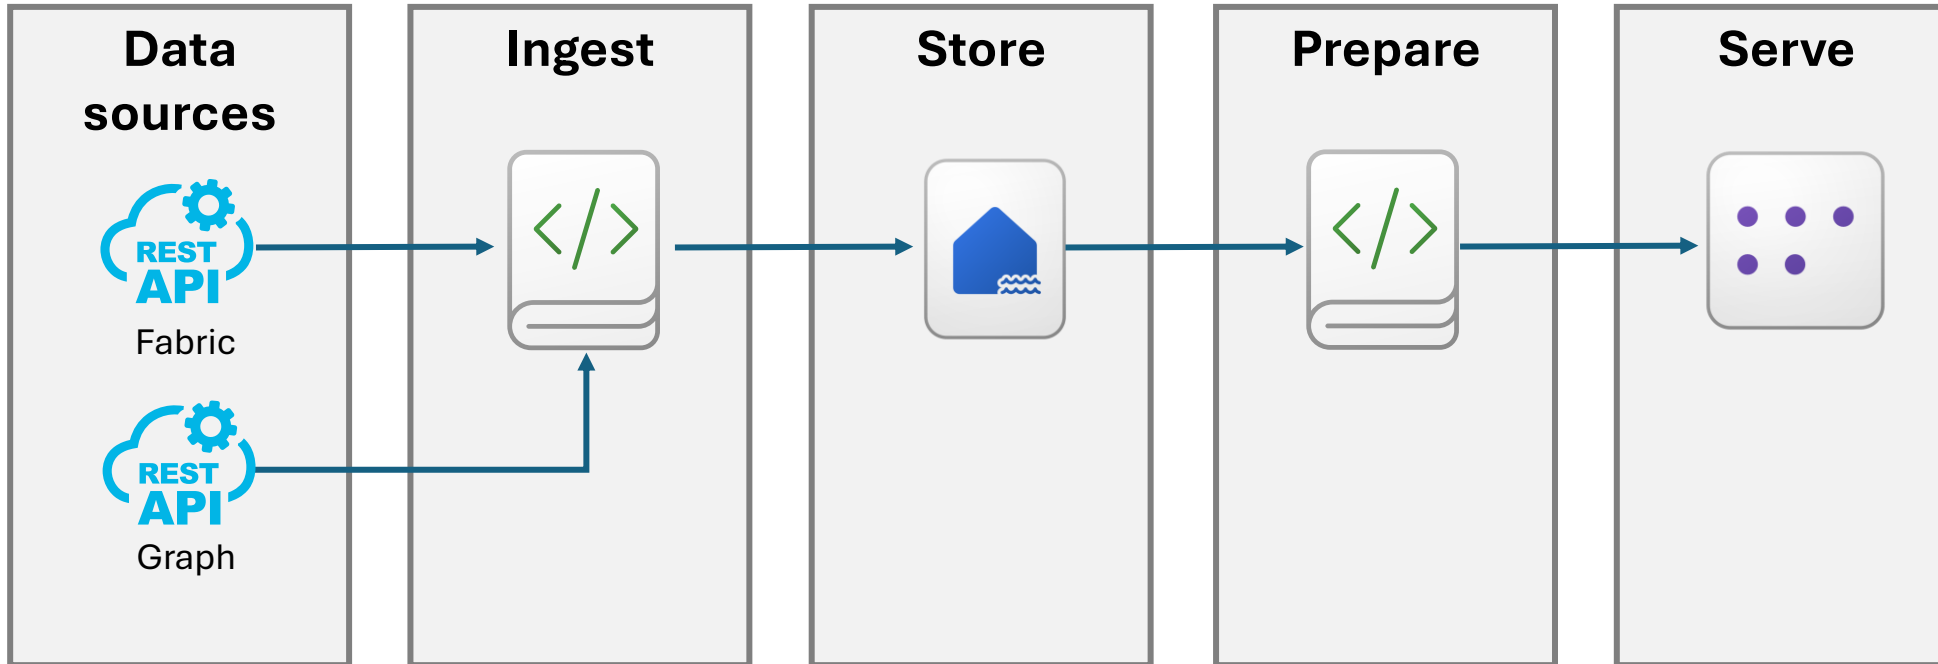 Data
sources
Ingest
Store
Prepare
Serve
REST
API
Fabric
REST
API
Graph